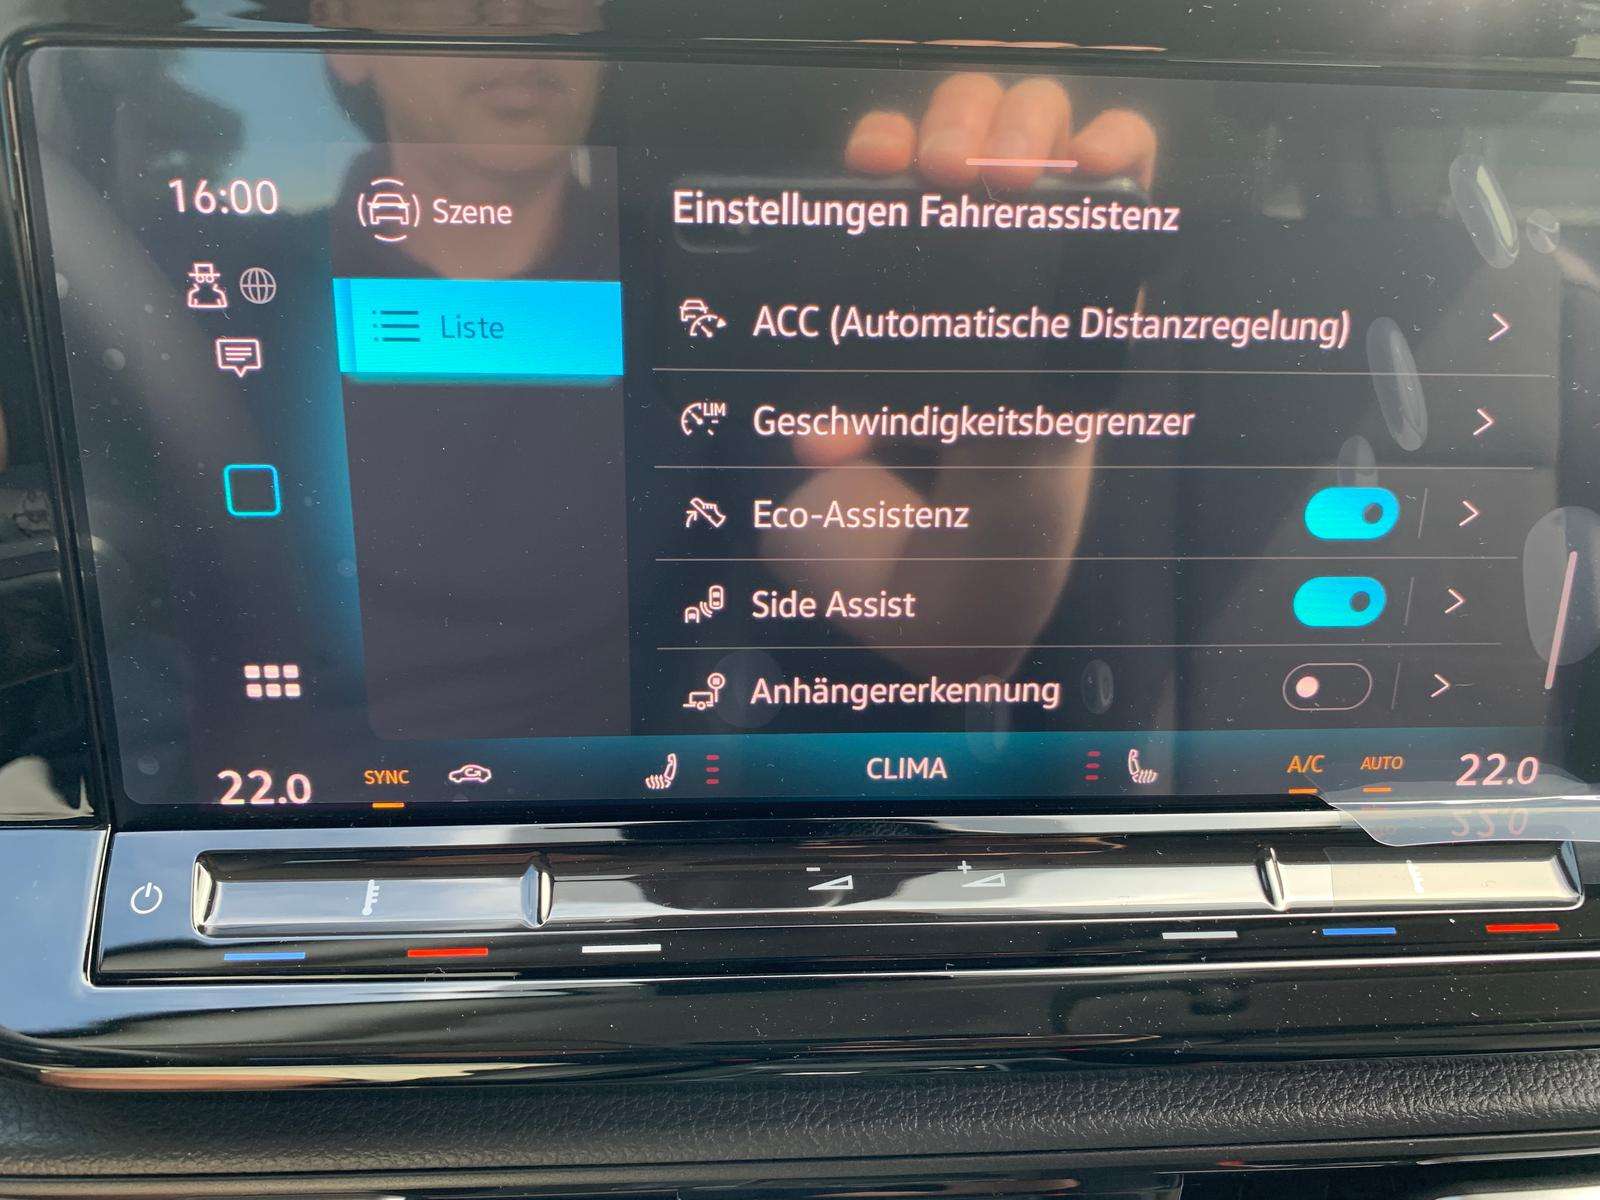 16:00
Szene
Liste
Einstellungen Fahrerassistenz
ACC (Automatische Distanzregelung)
LIM
Geschwindigkeitsbegrenzer
Eco-Assistenz
Side Assist
Anhängererkennung
22.0 SYNC CLIMA A/C AUTO 22.0
- +